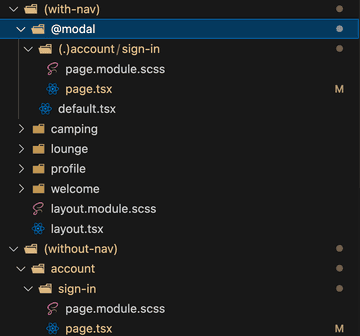 (with-nav)
@modal
(.)account/sign-in
page.module.scss
page.tsx M
default.tsx
camping
lounge
profile
welcome
layout.module.scss
layout.tsx
(without-nav)
account
sign-in
page.module.scss
page.tsx M